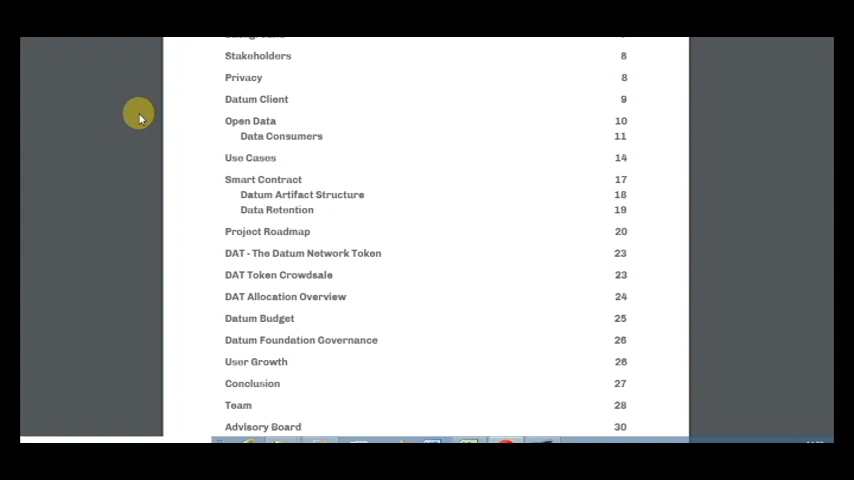 Stakeholders 8
Privacy 8
Datum Client 9
Open Data 10
Data Consumers 11
Use Cases 14
Smart Contract 17
Datum Artifact Structure 18
Data Retention 19
Project Roadmap 20
DAT - The Datum Network Token 23
DAT Token Crowdsale 23
DAT Allocation Overview 24
Datum Budget 25
Datum Foundation Governance 26
User Growth 26
Conclusion 27
Team 28
Advisory Board 30